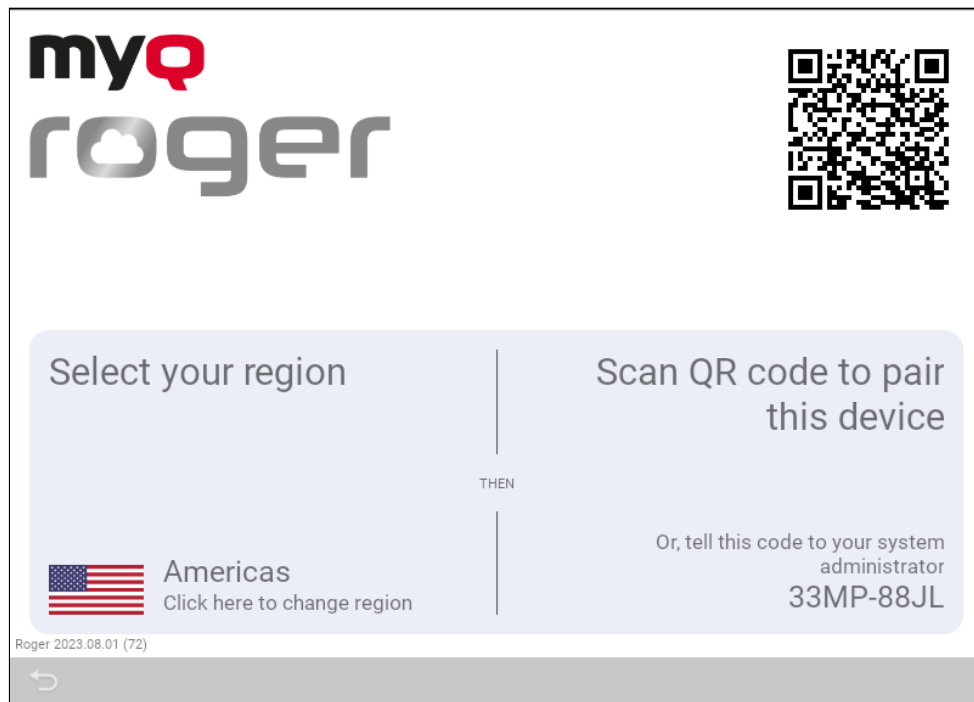 myQ
roger
Select your region
Scan QR code to pair
this device
THEN
Americas
Click here to change region
Or, tell this code to your system
administrator
33MP-88JL
Roger 2023.08.01 (72)